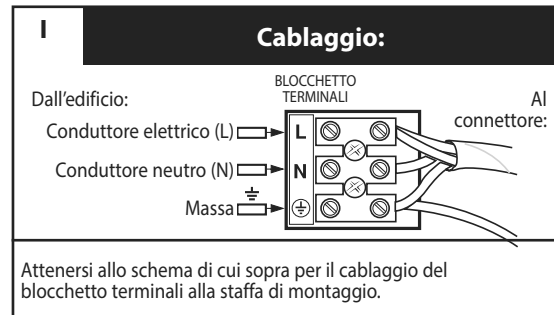 I
Cablaggio:
BLOCCHETTO
TERMINALI
Dall'edificio:
Al
connettore:
Conduttore elettrico (L)
L
Conduttore neutro (N)
N
Massa
Attenersi allo schema di cui sopra per il cablaggio del
blocchetto terminali alla staffa di montaggio.